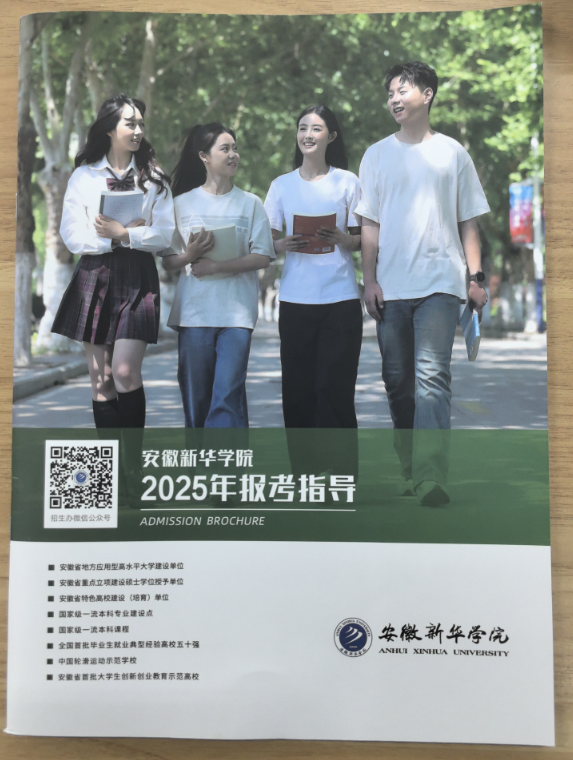 安徽新华学院
2025年报考指导
ADMISSION BROCHURE
招生办微信公众号
■ 安徽省地方应用型高水平大学建设单位
■ 安徽省重点立项建设硕士学位授予单位
■ 安徽省特色高校建设（培育）单位
■ 国家级一流本科专业建设点
■ 国家级一流本科课程
■ 全国首批毕业生就业典型经验高校五十强
■ 中国轮滑运动示范学校
■ 安徽省首批大学生创新创业教育示范高校
安徽新华学院
ANHUI XINHUA UNIVERSITY